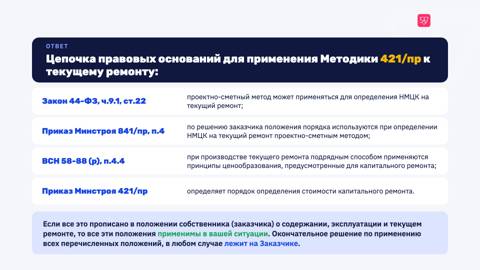 ОТВЕТ
Цепочка правовых оснований для применения Методики 421/пр к
текущему ремонту:
Закон 44-ФЗ, ч.9.1, ст.22
проектно-сметный метод может применяться для определения НМЦК на
текущий ремонт;
Приказ Минстроя 841/пр, п.4
по решению заказчика положения порядка используются при определении
НМЦК на текущий ремонт проектно-сметным методом;
ВСН 58-88 (р), п.4.4
при производстве текущего ремонта подрядным способом применяются
принципы ценообразования, предусмотренные для капитального ремонта;
Приказ Минстроя 421/пр
определяет порядок определения стоимости капитального ремонта.
Если все это прописано в положении собственника (заказчика) о содержании, эксплуатации и текущем
ремонте, то все эти положения применимы в вашей ситуации. Окончательное решение по применению
всех перечисленных положений, в любом случае лежит на Заказчике.